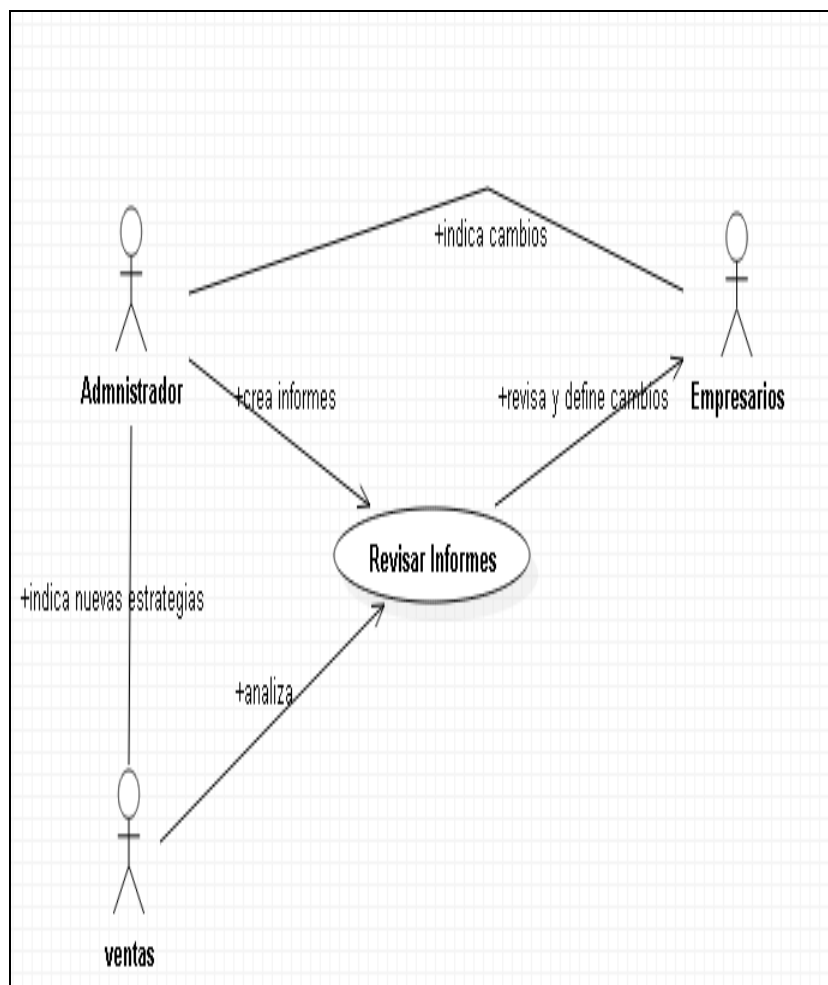 +indica cambios
Admnistrador
Empresarios
+crea informes
+revisa y define cambios
Revisar Informes
+indica nuevas estrategias
+analiza
ventas